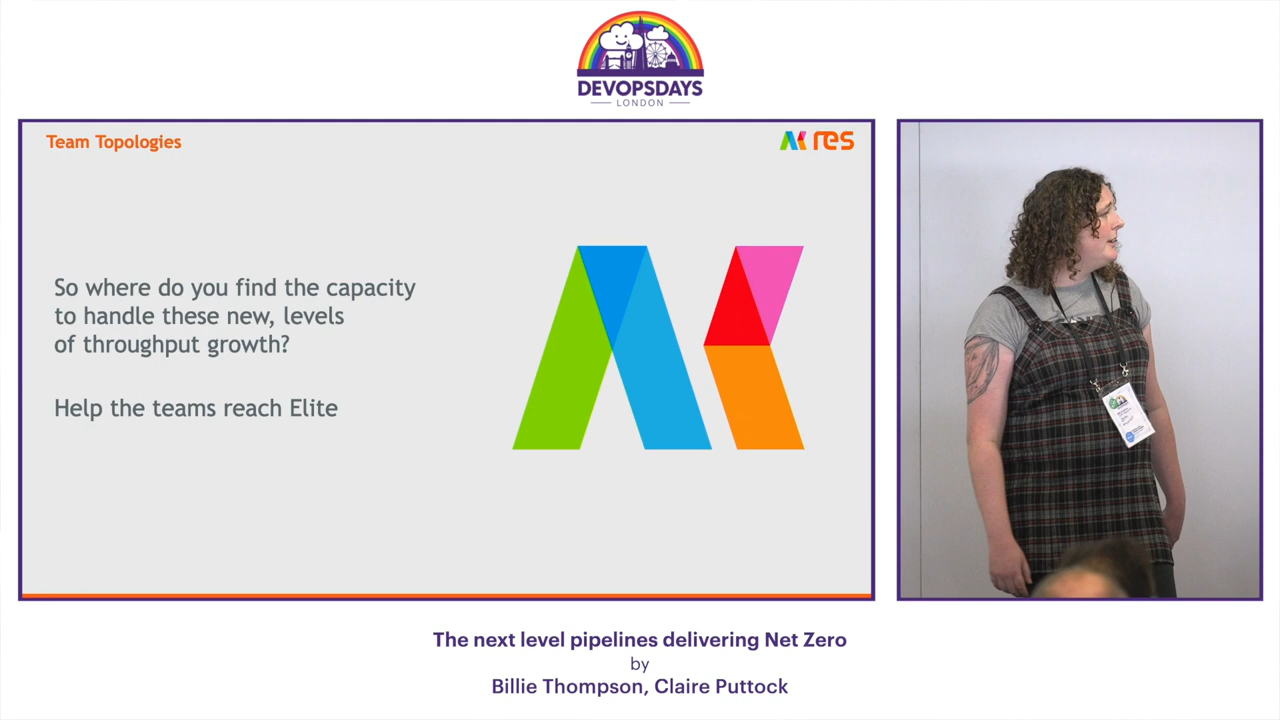 DEVOPSDAYS
LONDON
Team Topologies
res
So where do you find the capacity
to handle these new, levels
of throughput growth?
Help the teams reach Elite
The next level pipelines delivering Net Zero
by
Billie Thompson, Claire Puttock